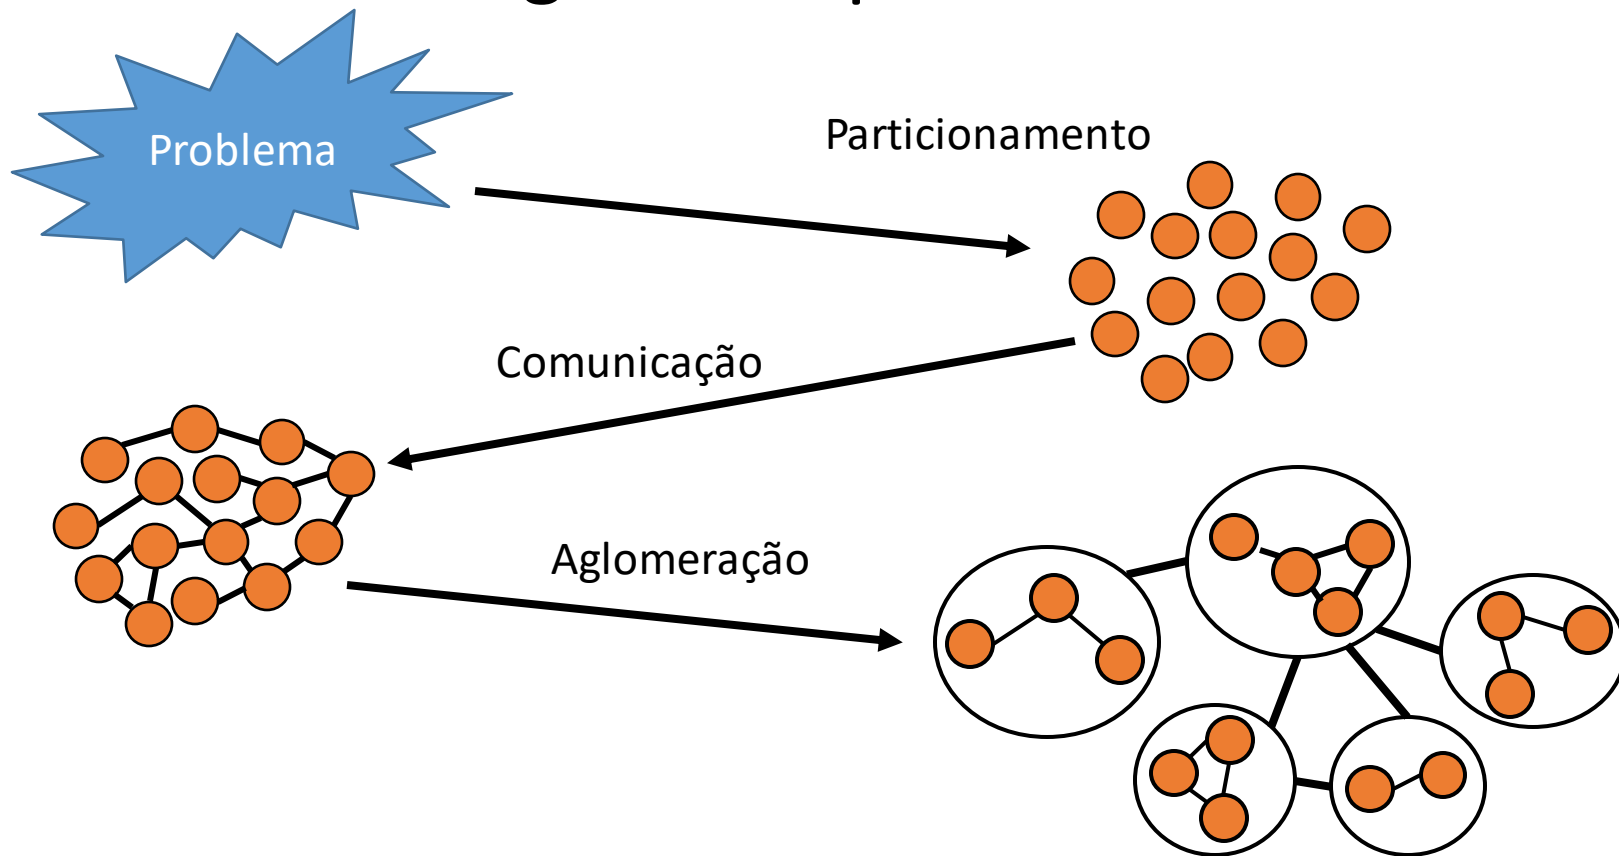 Problema
Particionamento
Comunicação
Aglomeração